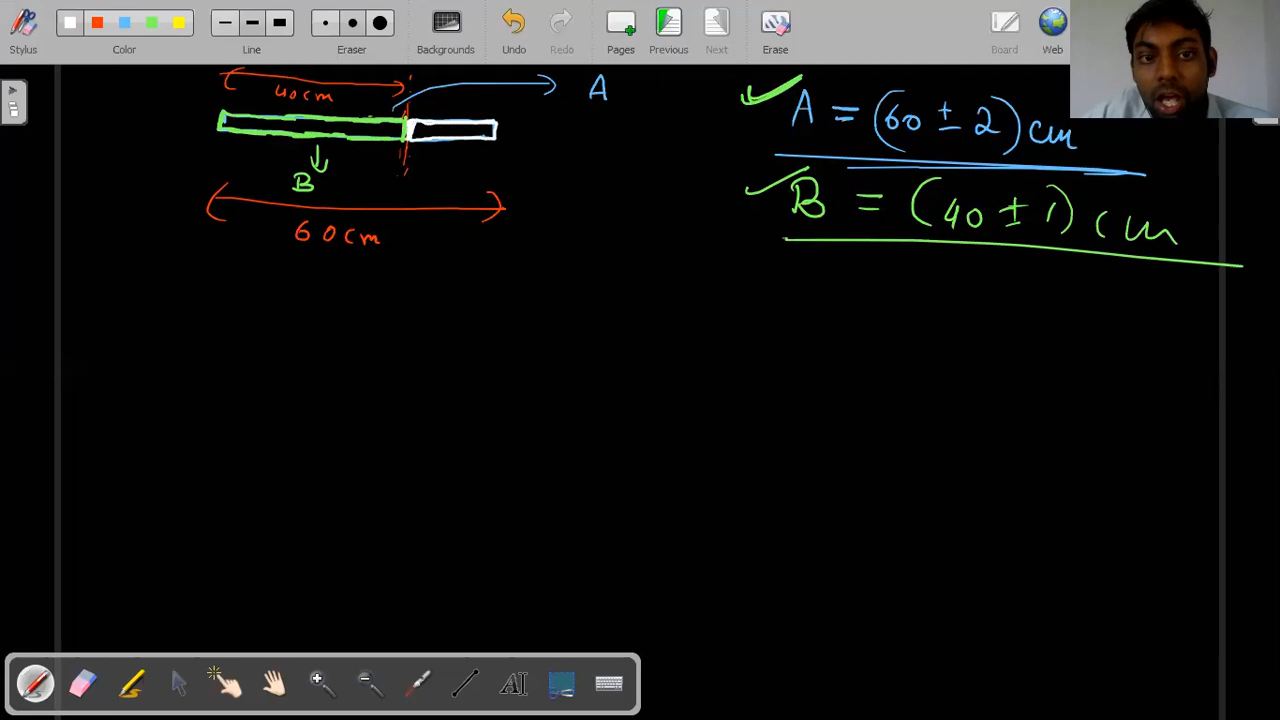 Stylus
Color
Line
Eraser
Backgrounds
Undo
Redo
Pages
Previous
Next
Erase
Board
Web
40cm
A
B
60cm
A = (60 ± 2) cm
B = (40 ± 1) cm
AI